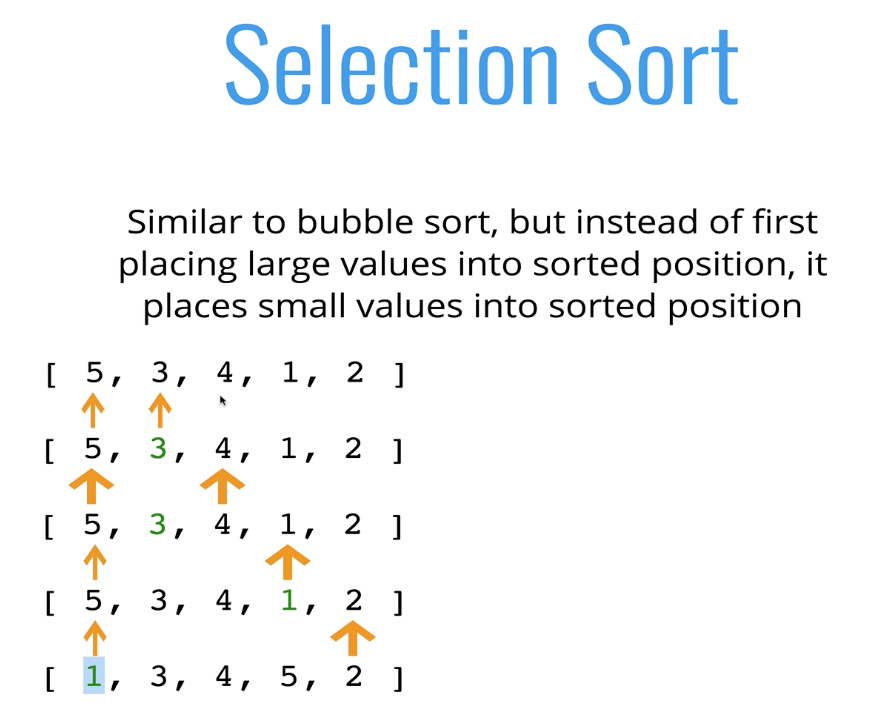 Selection Sort
Similar to bubble sort, but instead of first
placing large values into sorted position, it
places small values into sorted position
[ 5, 3, 4, 1, 2 ]
[ 5, 3, 4, 1, 2 ]
[ 5, 3, 4, 1, 2 ]
[ 5, 3, 4, 1, 2 ]
[ 1, 3, 4, 5, 2 ]